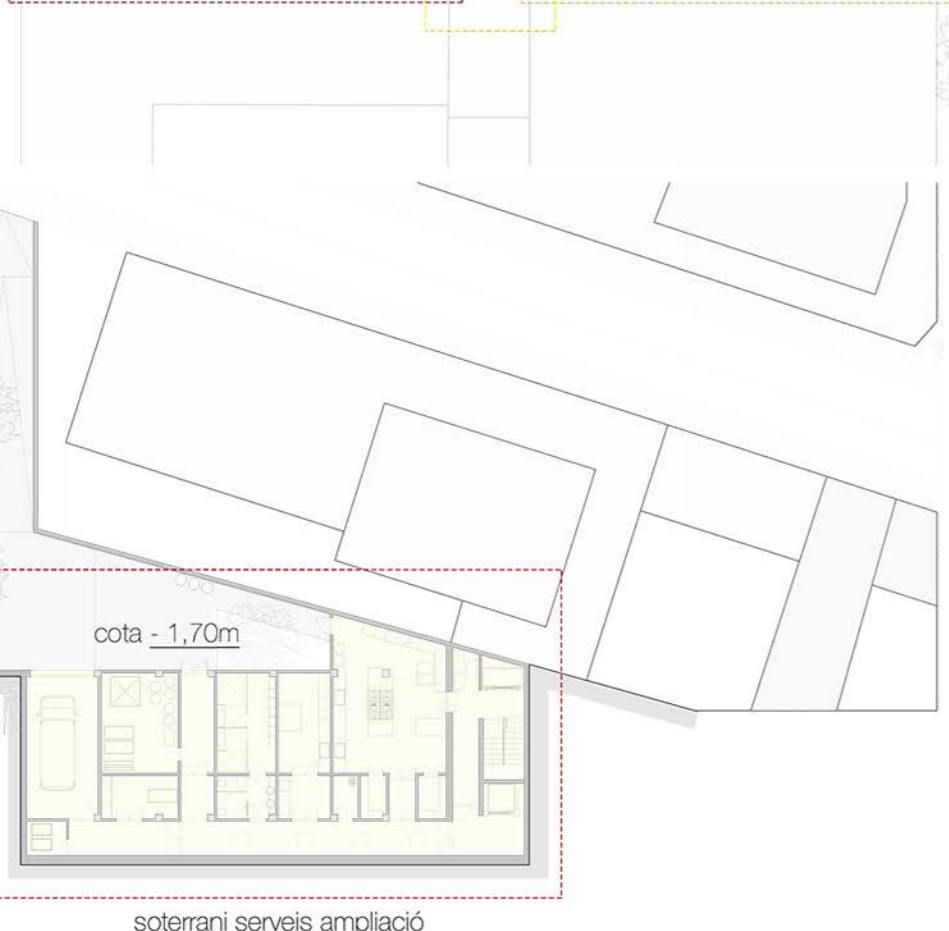 cota - 1,70m
soterrani serveis ampliació